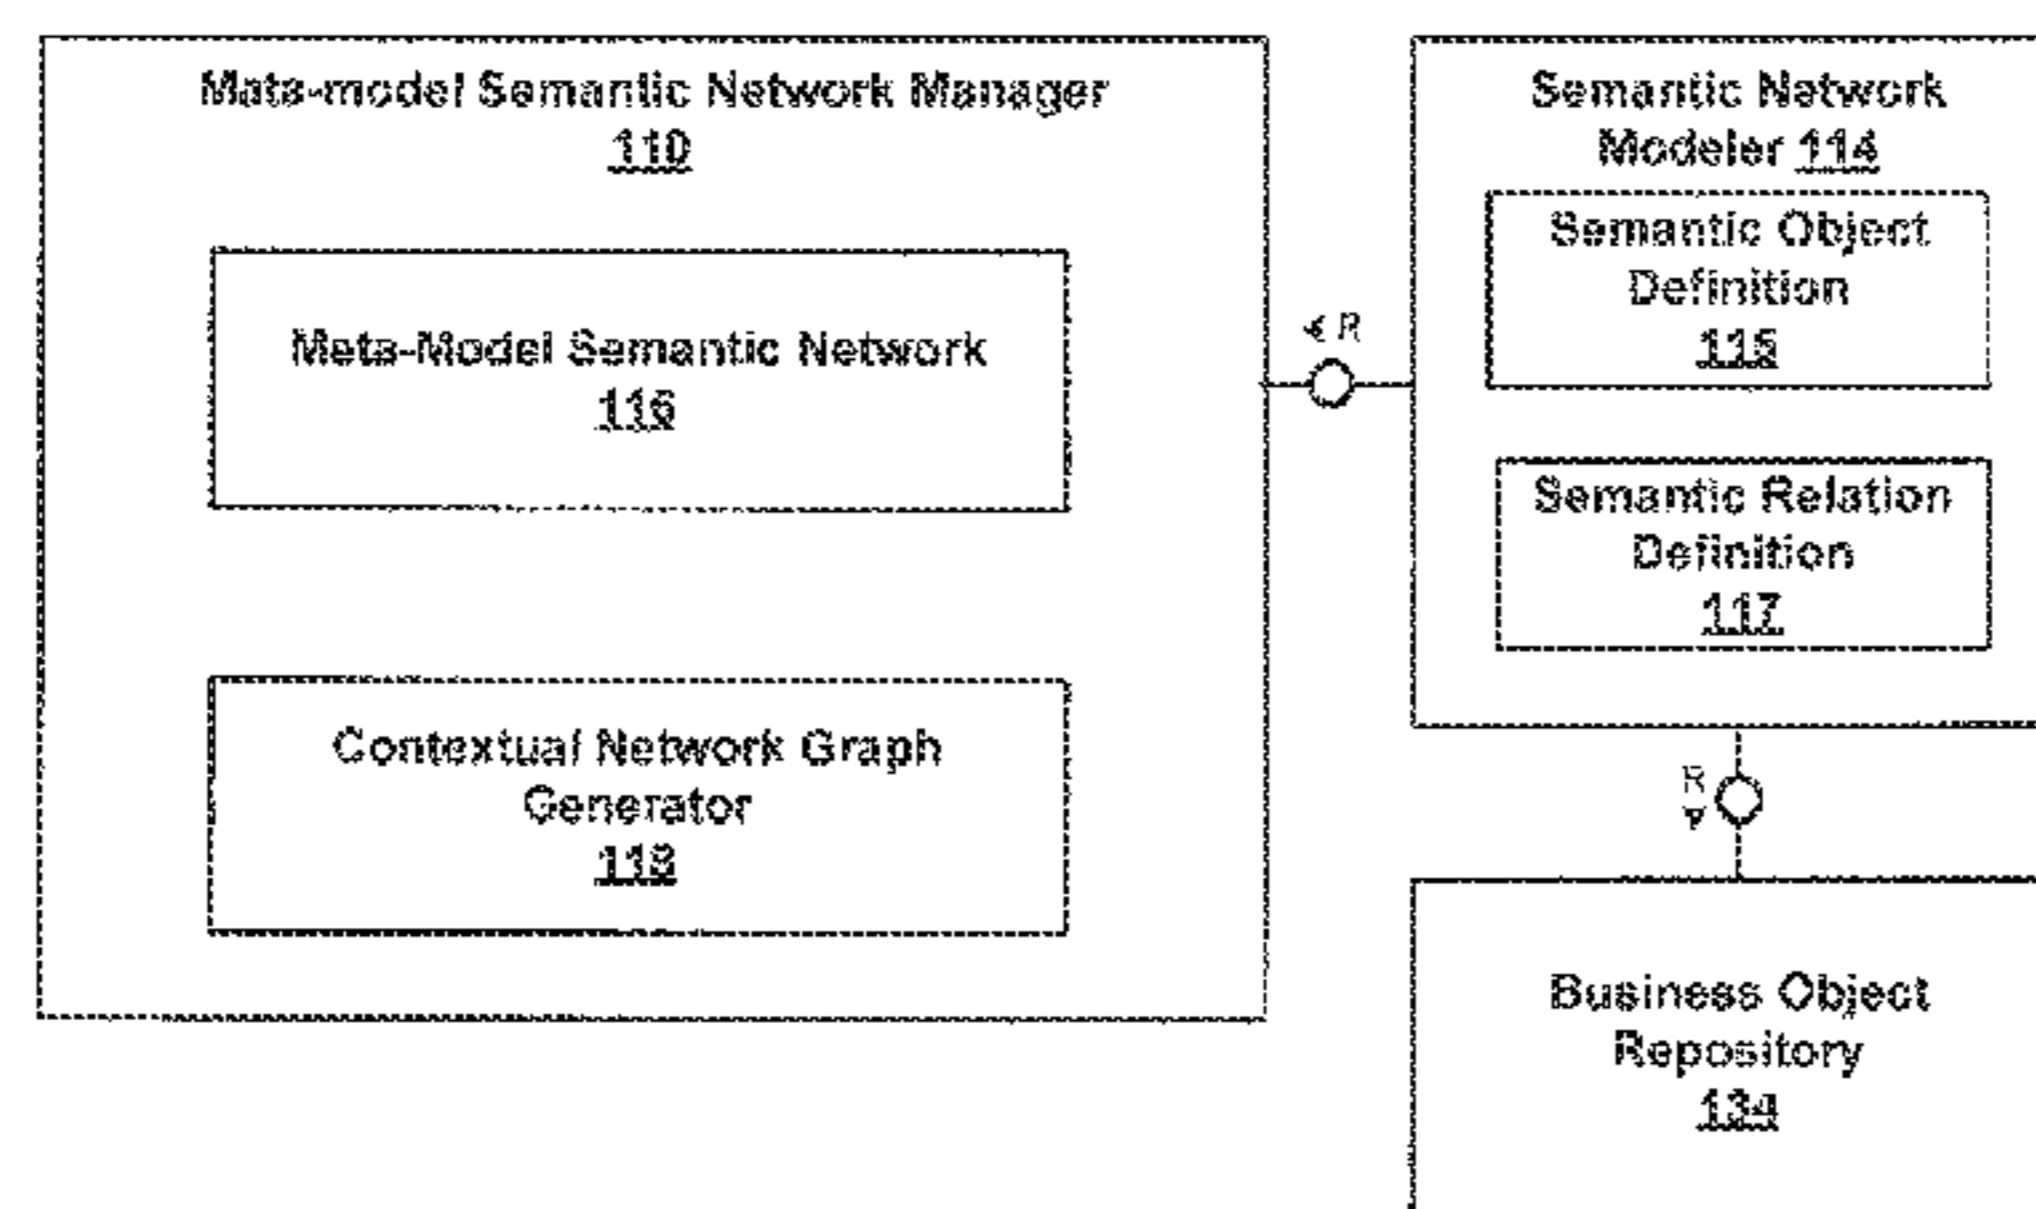 Meta-model Semantic Network Manager
110
Meta-Model Semantic Network
116
Contextual Network Graph
Generator
118
R
Semantic Network
Modeler 114
Semantic Object
Definition
115
Semantic Relation
Definition
117
R
Business Object
Repository
134